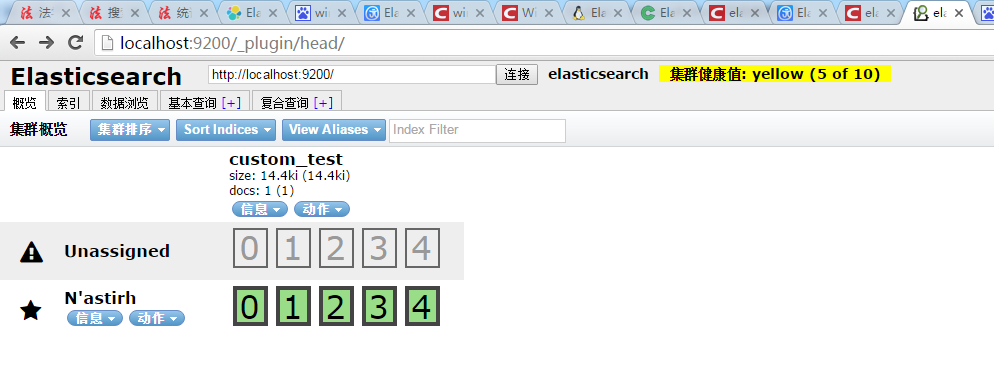 法 搜 统 Ela wi Ela wi Wi Ela Ela ela Ela ela ela
localhost:9200/_plugin/head/
Elasticsearch http://localhost:9200/ 连接 elasticsearch 集群健康值: yellow (5 of 10)
概览 索引 数据浏览 基本查询 [+] 复合查询 [+]
集群概览 集群排序 Sort Indices View Aliases Index Filter
custom_test
size: 14.4ki (14.4ki)
docs: 1 (1)
信息 动作
Unassigned 0 1 2 3 4
N'astirh 0 1 2 3 4
信息 动作